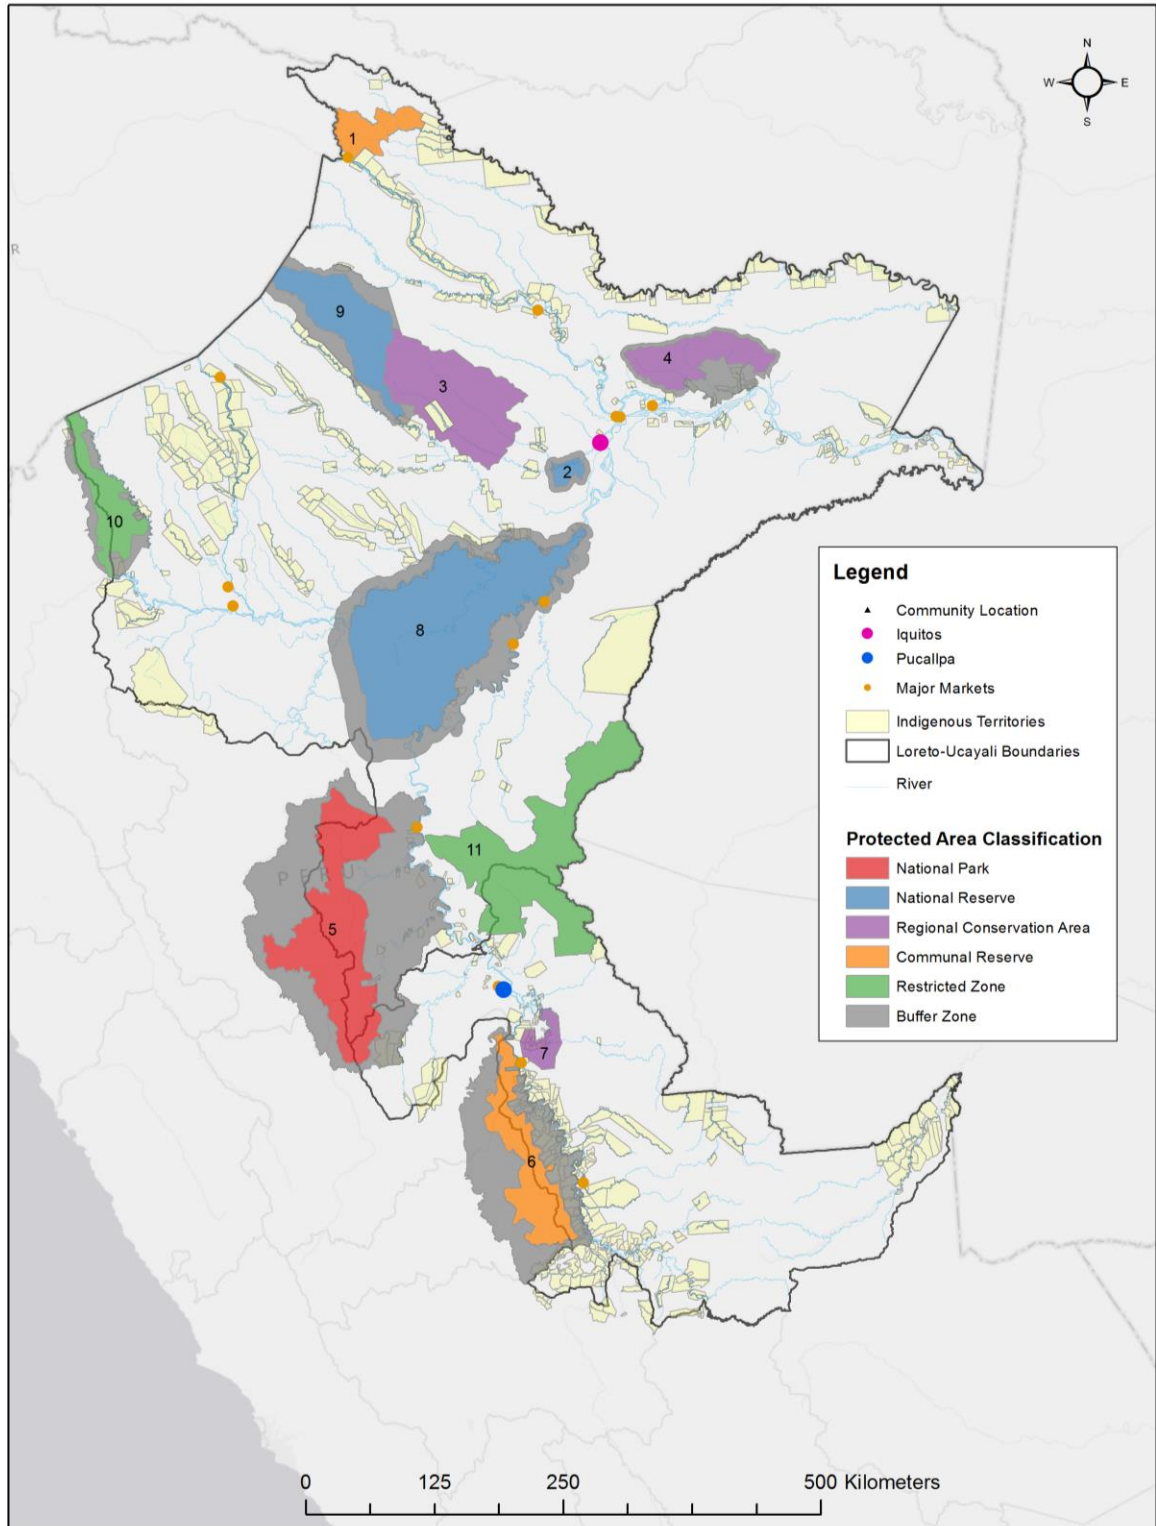 N
W E
S
1
R
9
4
3
2
10
8
Legend
Community Location
Iquitos
Pucallpa
Major Markets
Indigenous Territories
Loreto-Ucayali Boundaries
River
Protected Area Classification
National Park
National Reserve
Regional Conservation Area
Communal Reserve
Restricted Zone
Buffer Zone
11
PERU
5
7
6
0 125 250 500 Kilometers